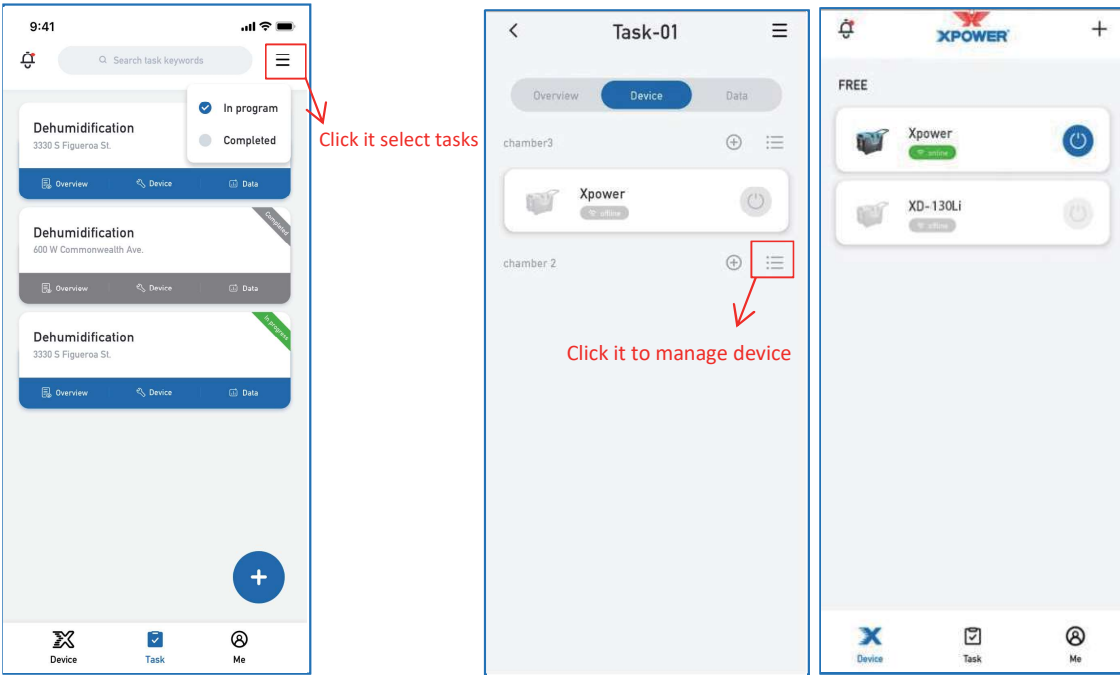 9:41
Search task keywords
In program
Completed
Click it select tasks
Dehumidification
3330 S Figueroa St.
Overview
Device
Data
Completed
Dehumidification
600 W Commonwealth Ave.
Overview
Device
Data
In progress
Dehumidification
3330 S Figueroa St.
Overview
Device
Data
+
Device
Task
Me
Task-01
Overview
Device
Data
chamber3
Xpower
offline
chamber 2
Click it to manage device
XPOWER
+
FREE
Xpower
online
XD-130Li
offline
Device
Task
Me